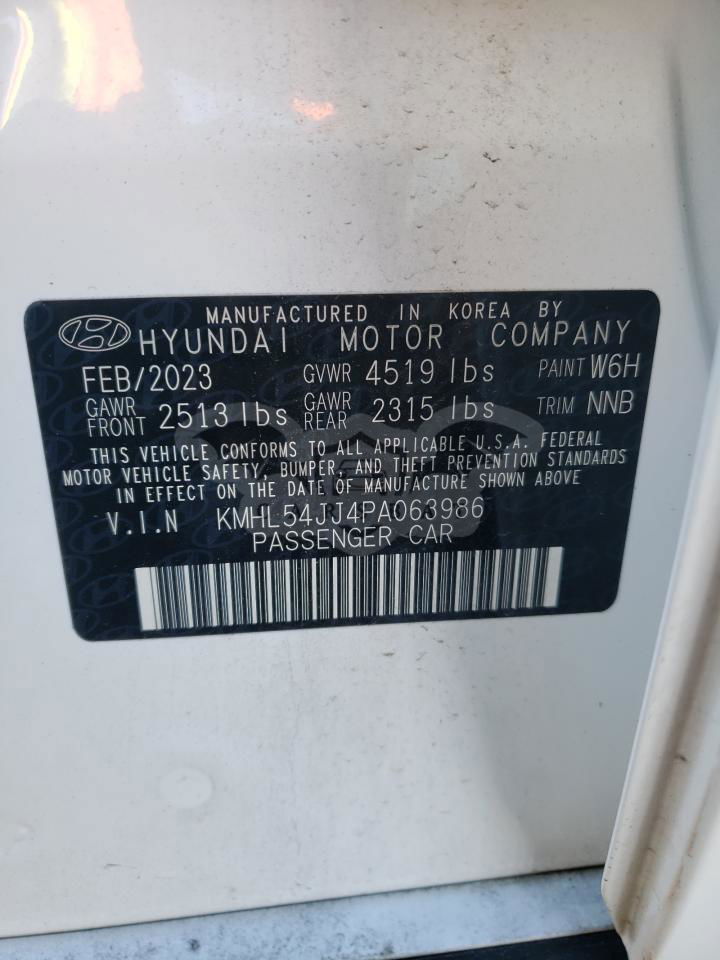 MANUFACTURED IN KOREA BY
HYUNDAI MOTOR COMPANY
FEB/2023 GVWR 4519 lbs PAINT W6H
GAWR FRONT 2513 lbs GAWR REAR 2315 lbs TRIM NNB
THIS VEHICLE CONFORMS TO ALL APPLICABLE U.S.A. FEDERAL
MOTOR VEHICLE SAFETY, BUMPER, AND THEFT PREVENTION STANDARDS
IN EFFECT ON THE DATE OF MANUFACTURE SHOWN ABOVE
V.I.N KMHL54JJ4PA063986
PASSENGER CAR